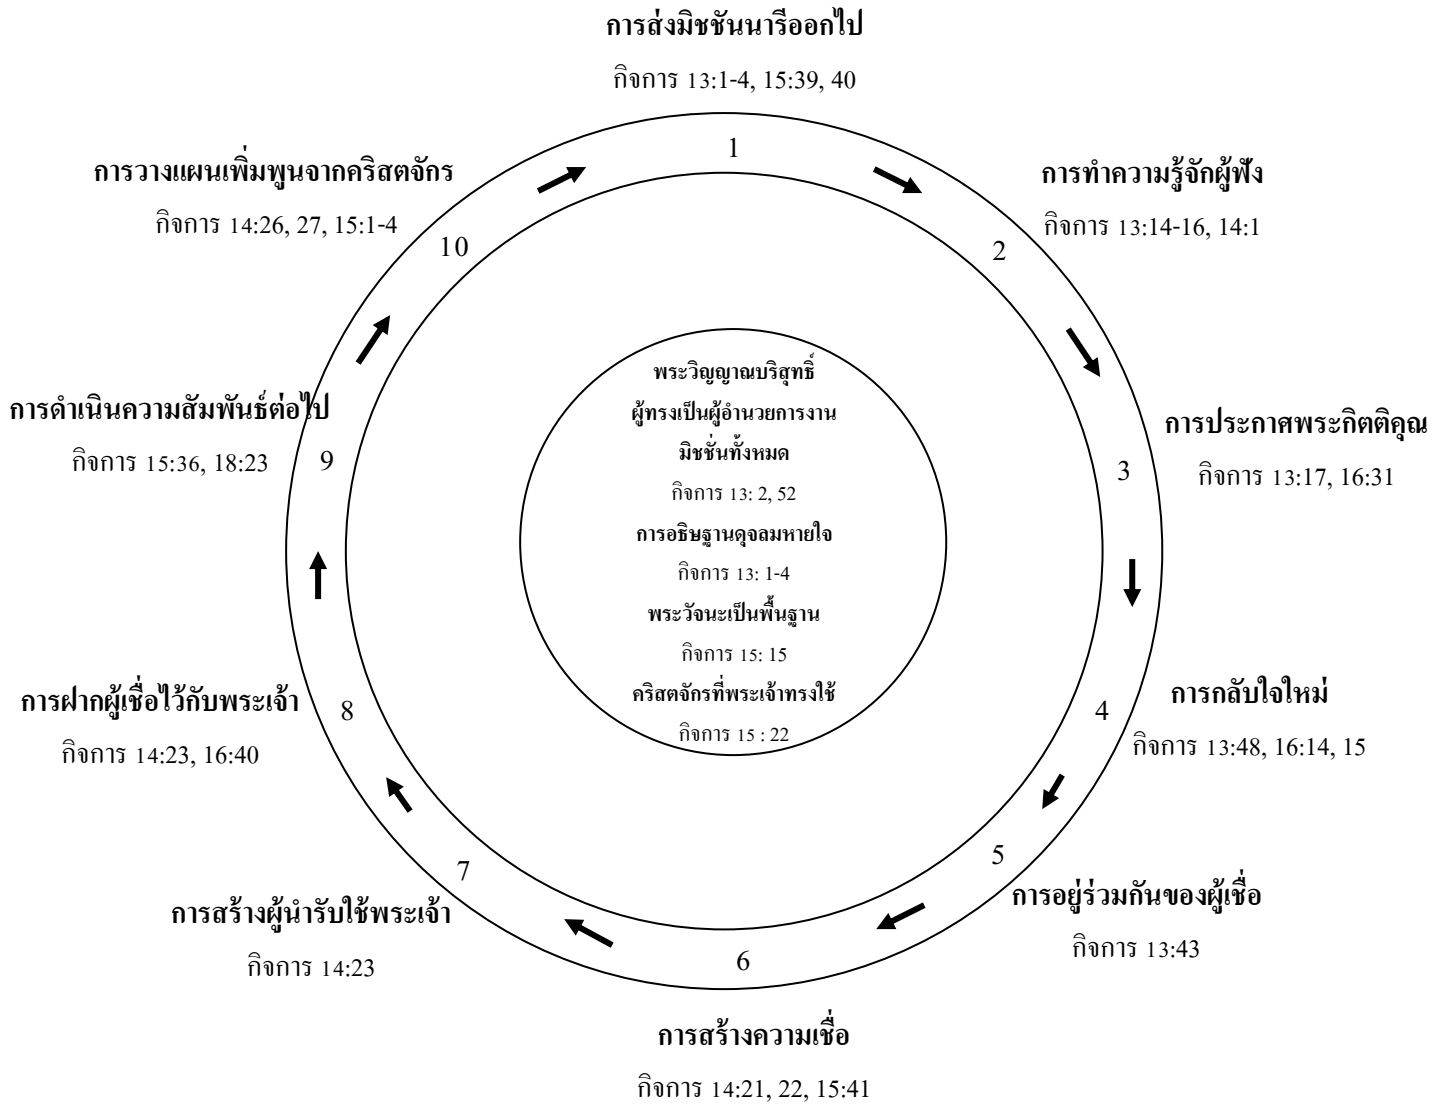 การส่งมิชชันนารีออกไป
กิจการ 13:1-4, 15:39, 40
1
การทำความรู้จักผู้ฟัง
กิจการ 13:14-16, 14:1
2
การประกาศพระกิตติคุณ
กิจการ 13:17, 16:31
3
การกลับใจใหม่
กิจการ 13:48, 16:14, 15
4
การอยู่ร่วมกันของผู้เชื่อ
กิจการ 13:43
5
6
การสร้างความเชื่อ
กิจการ 14:21, 22, 15:41
7
การสร้างผู้นำรับใช้พระเจ้า
กิจการ 14:23
8
การฝากผู้เชื่อไว้กับพระเจ้า
กิจการ 14:23, 16:40
9
การดำเนินความสัมพันธ์ต่อไป
กิจการ 15:36, 18:23
10
การวางแผนเพิ่มพูนจากคริสตจักร
กิจการ 14:26, 27, 15:1-4
พระวิญญาณบริสุทธิ์
ผู้ทรงเป็นผู้อำนวยการงาน
มิชชั่นทั้งหมด
กิจการ 13: 2, 52
การอธิษฐานดุจลมหายใจ
กิจการ 13: 1-4
พระวัจนะเป็นพื้นฐาน
กิจการ 15: 15
คริสตจักรที่พระเจ้าทรงใช้
กิจการ 15 : 22